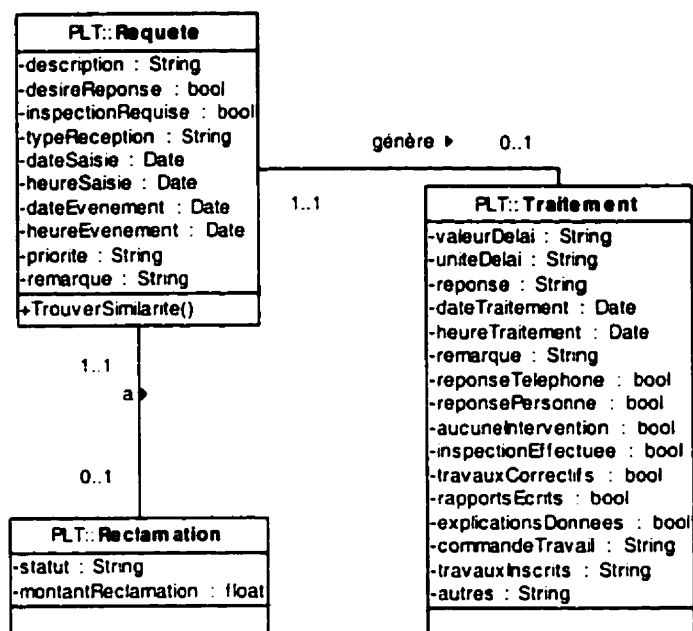 PLT::Requete
-description : String
-desireReponse : bool
-inspectionRequise : bool
-typeReception : String
-dateSaisie : Date
-heureSaisie : Date
-dateEvenement : Date
-heureEvenement : Date
-priorite : String
-remarque : String
+TrouverSimilarite()
génère
0..1
1..1
PLT::Traitement
-valeurDelai : String
-uniteDelai : String
-reponse : String
-dateTraitement : Date
-heureTraitement : Date
-remarque : String
-reponseTelephone : bool
-reponsePersonne : bool
-aucuneIntervention : bool
-inspectionEffectuee : bool
-travauxCorrectifs : bool
-rapportsEcrits : bool
-explicationsDonnees : bool
-commandeTravail : String
-travauxInscrits : String
-autres : String
1..1
a
0..1
PLT::Reclamation
-statut : String
-montantReclamation : float